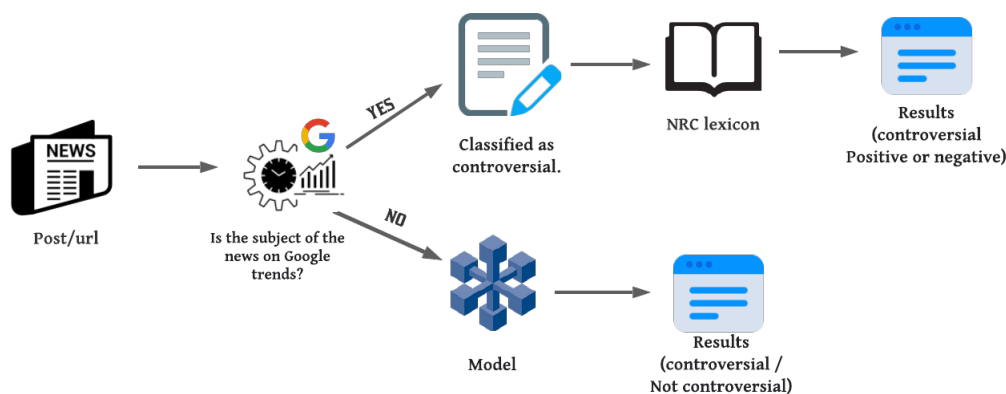 NEWS
Post/url
G
Is the subject of the
news on Google
trends?
YES
NO
Classified as
controversial.
NRC lexicon
Results
(controversial
Positive or negative)
Model
Results
(controversial /
Not controversial)